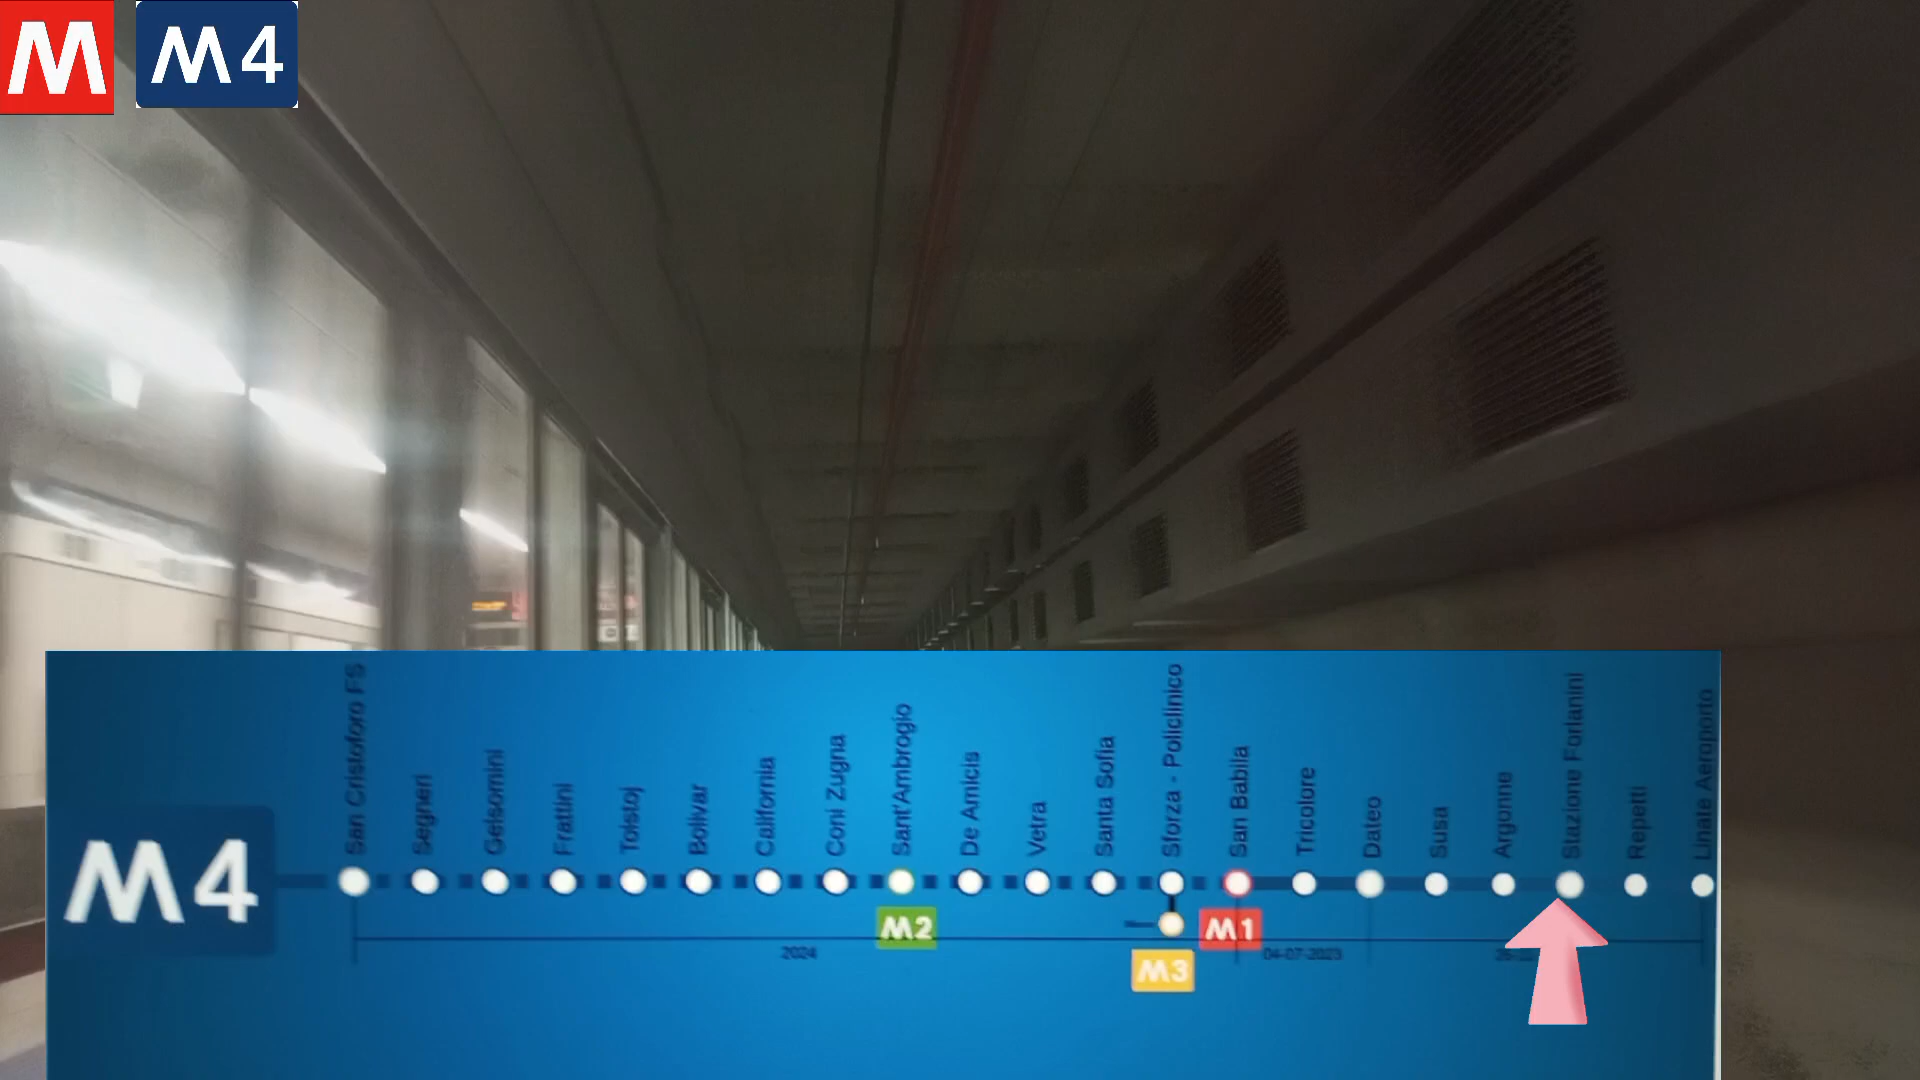 M M4
San Cristoforo FS
Segneri
Gelsomini
Frattini
Tolstoj
Bolivar
California
Coni Zugna
Sant'Ambrogio
De Amicis
Vetra
Santa Sofia
Sforza - Policlinico
San Babila
Tricolore
Dateo
Susa
Argonne
Stazione Forlanini
Repetti
Linate Aeroporto
M4
M2
M1
M3
2024
04-07-2023